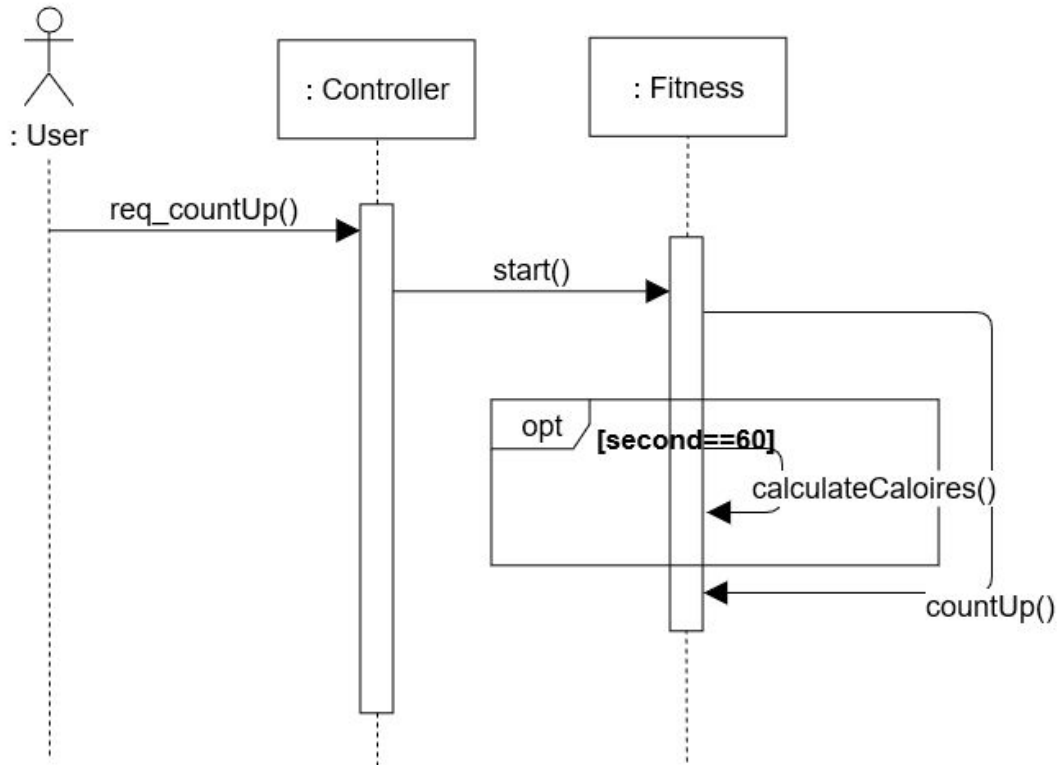 : User
: Controller
: Fitness
req_countUp()
start()
opt
[second==60]
calculateCaloires()
countUp()